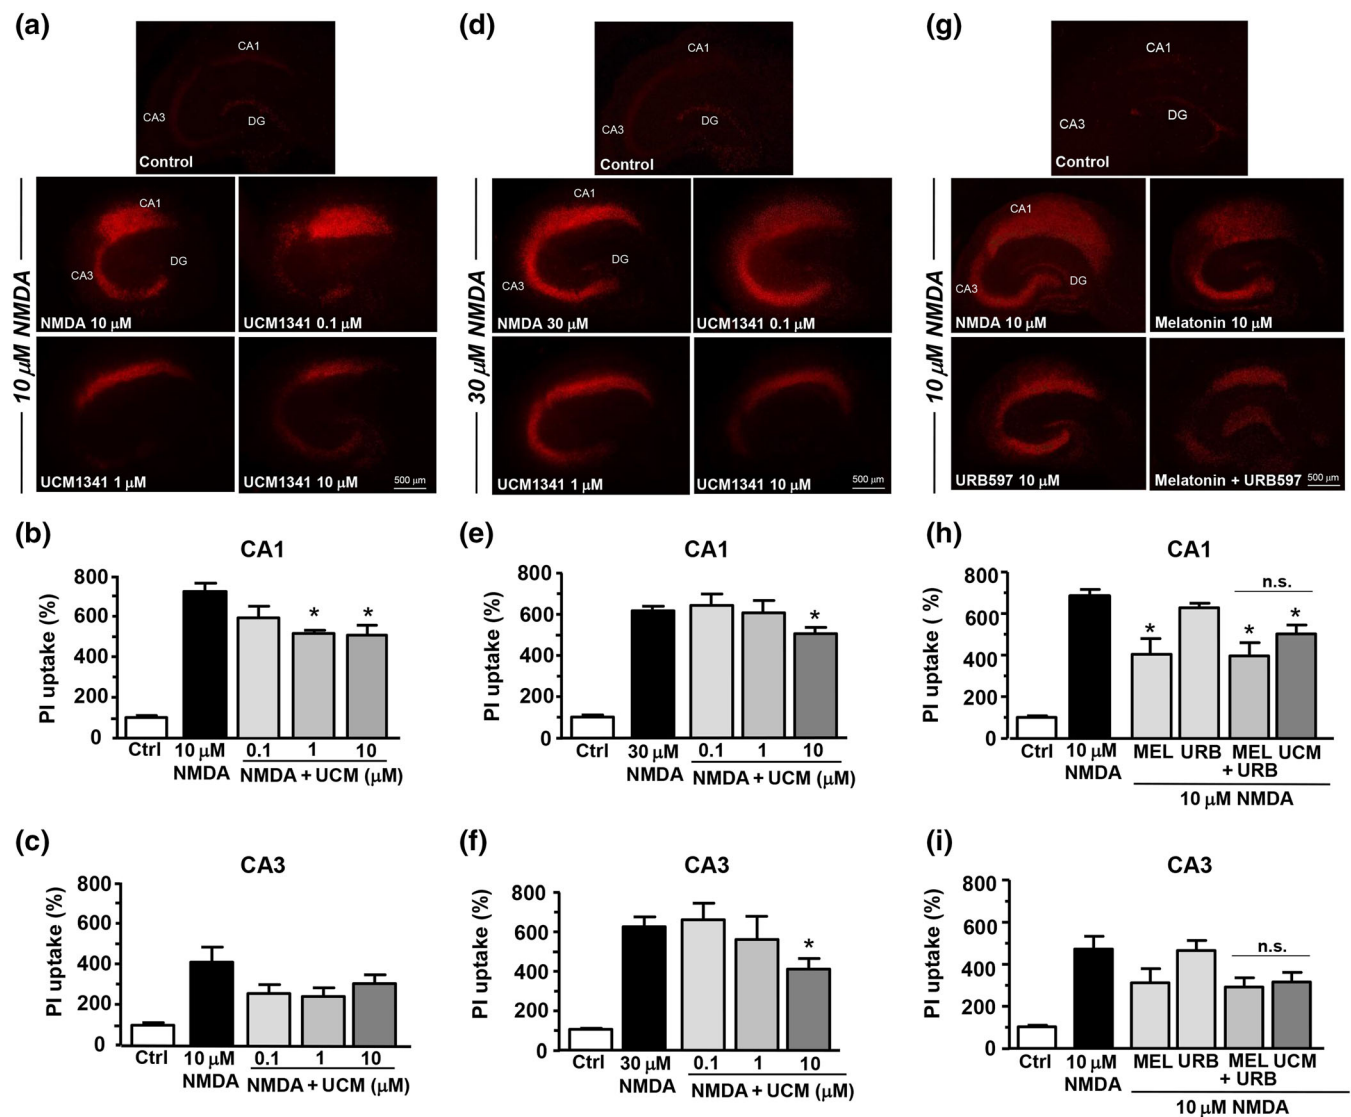 (a)
CA1
CA3
DG
Control
10 μM NMDA
CA1
DG
CA3
NMDA 10 μM
UCM1341 0.1 μM
UCM1341 1 μM
UCM1341 10 μM
500 μm
(d)
CA1
CA3
DG
Control
30 μM NMDA
CA1
DG
CA3
NMDA 30 μM
UCM1341 0.1 μM
UCM1341 1 μM
UCM1341 10 μM
500 μm
(g)
CA1
CA3
DG
Control
10 μM NMDA
CA1
DG
CA3
NMDA 10 μM
Melatonin 10 μM
URB597 10 μM
Melatonin + URB597
500 μm
(b)
CA1
PI uptake (%)
800
600
400
200
0
* *
Ctrl 10 μM 0.1 1 10
NMDA NMDA + UCM (μM)
(e)
CA1
PI uptake (%)
800
600
400
200
0
*
Ctrl 30 μM 0.1 1 10
NMDA NMDA + UCM (μM)
(h)
CA1
PI uptake ( %)
800
600
400
200
0
n.s.
* * *
Ctrl 10 μM MEL URB MEL UCM
NMDA + URB
10 μM NMDA
(c)
CA3
PI uptake (%)
800
600
400
200
0
Ctrl 10 μM 0.1 1 10
NMDA NMDA + UCM (μM)
(f)
CA3
PI uptake (%)
800
600
400
200
0
*
Ctrl 30 μM 0.1 1 10
NMDA NMDA + UCM (μM)
(i)
CA3
PI uptake (%)
800
600
400
200
0
n.s.
Ctrl 10 μM MEL URB MEL UCM
NMDA + URB
10 μM NMDA